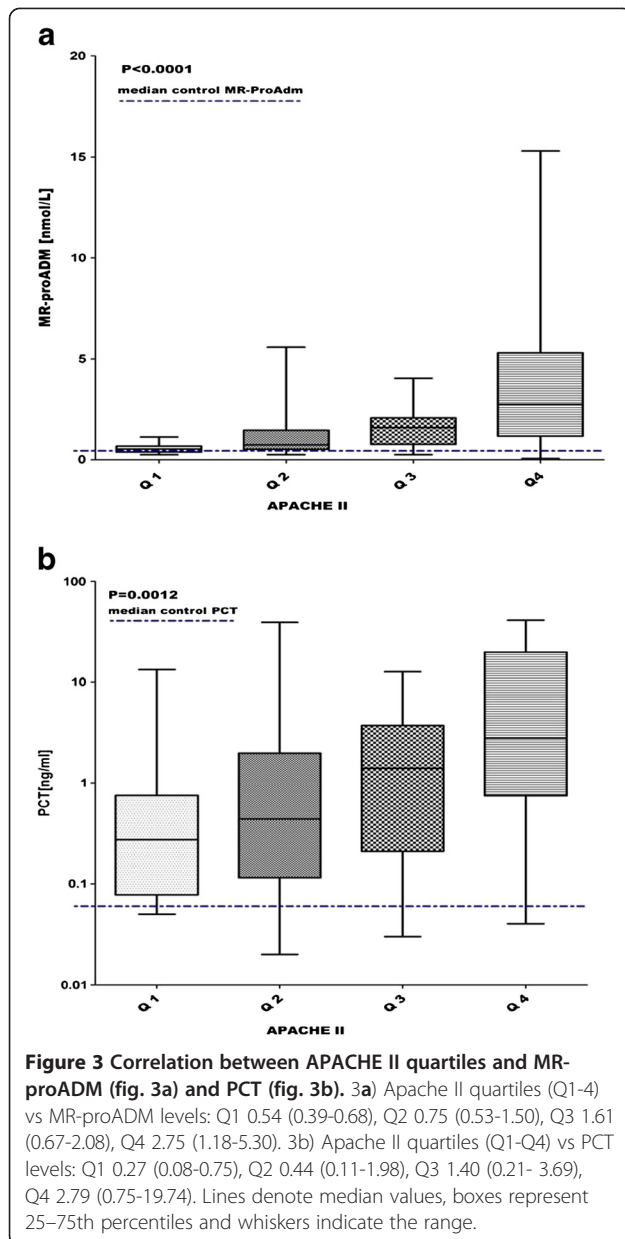 a
20
P<0.0001
median control MR-ProAdm
15
MR-proADM [nmol/L]
10
5
0
Q 1
Q 2
Q 3
Q4
APACHE II
b
100
P=0.0012
median control PCT
10
PCT[ng/ml]
1
0.1
0.01
Q 1
Q 2
Q 3
Q 4
APACHE II
Figure 3 Correlation between APACHE II quartiles and MR-
proADM (fig. 3a) and PCT (fig. 3b). 3a) Apache II quartiles (Q1-4)
vs MR-proADM levels: Q1 0.54 (0.39-0.68), Q2 0.75 (0.53-1.50), Q3 1.61
(0.67-2.08), Q4 2.75 (1.18-5.30). 3b) Apache II quartiles (Q1-Q4) vs PCT
levels: Q1 0.27 (0.08-0.75), Q2 0.44 (0.11-1.98), Q3 1.40 (0.21- 3.69),
Q4 2.79 (0.75-19.74). Lines denote median values, boxes represent
25–75th percentiles and whiskers indicate the range.